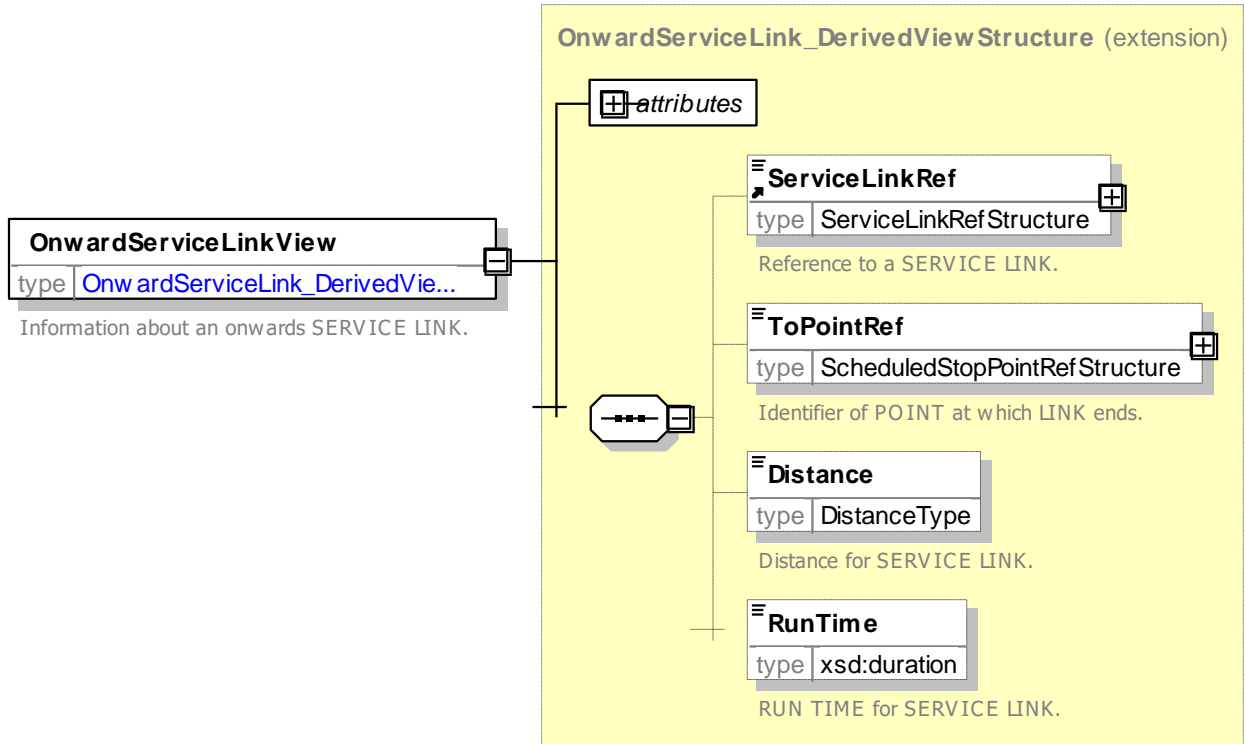 OnwardServiceLink_DerivedViewStructure (extension)
attributes
ServiceLinkRef
type ServiceLinkRefStructure
Reference to a SERVICE LINK.
OnwardServiceLinkView
type OnwardServiceLink_DerivedVie...
Information about an onwards SERVICE LINK.
ToPointRef
type ScheduledStopPointRefStructure
Identifier of POINT at which LINK ends.
Distance
type DistanceType
Distance for SERVICE LINK.
RunTime
type xsd:duration
RUN TIME for SERVICE LINK.